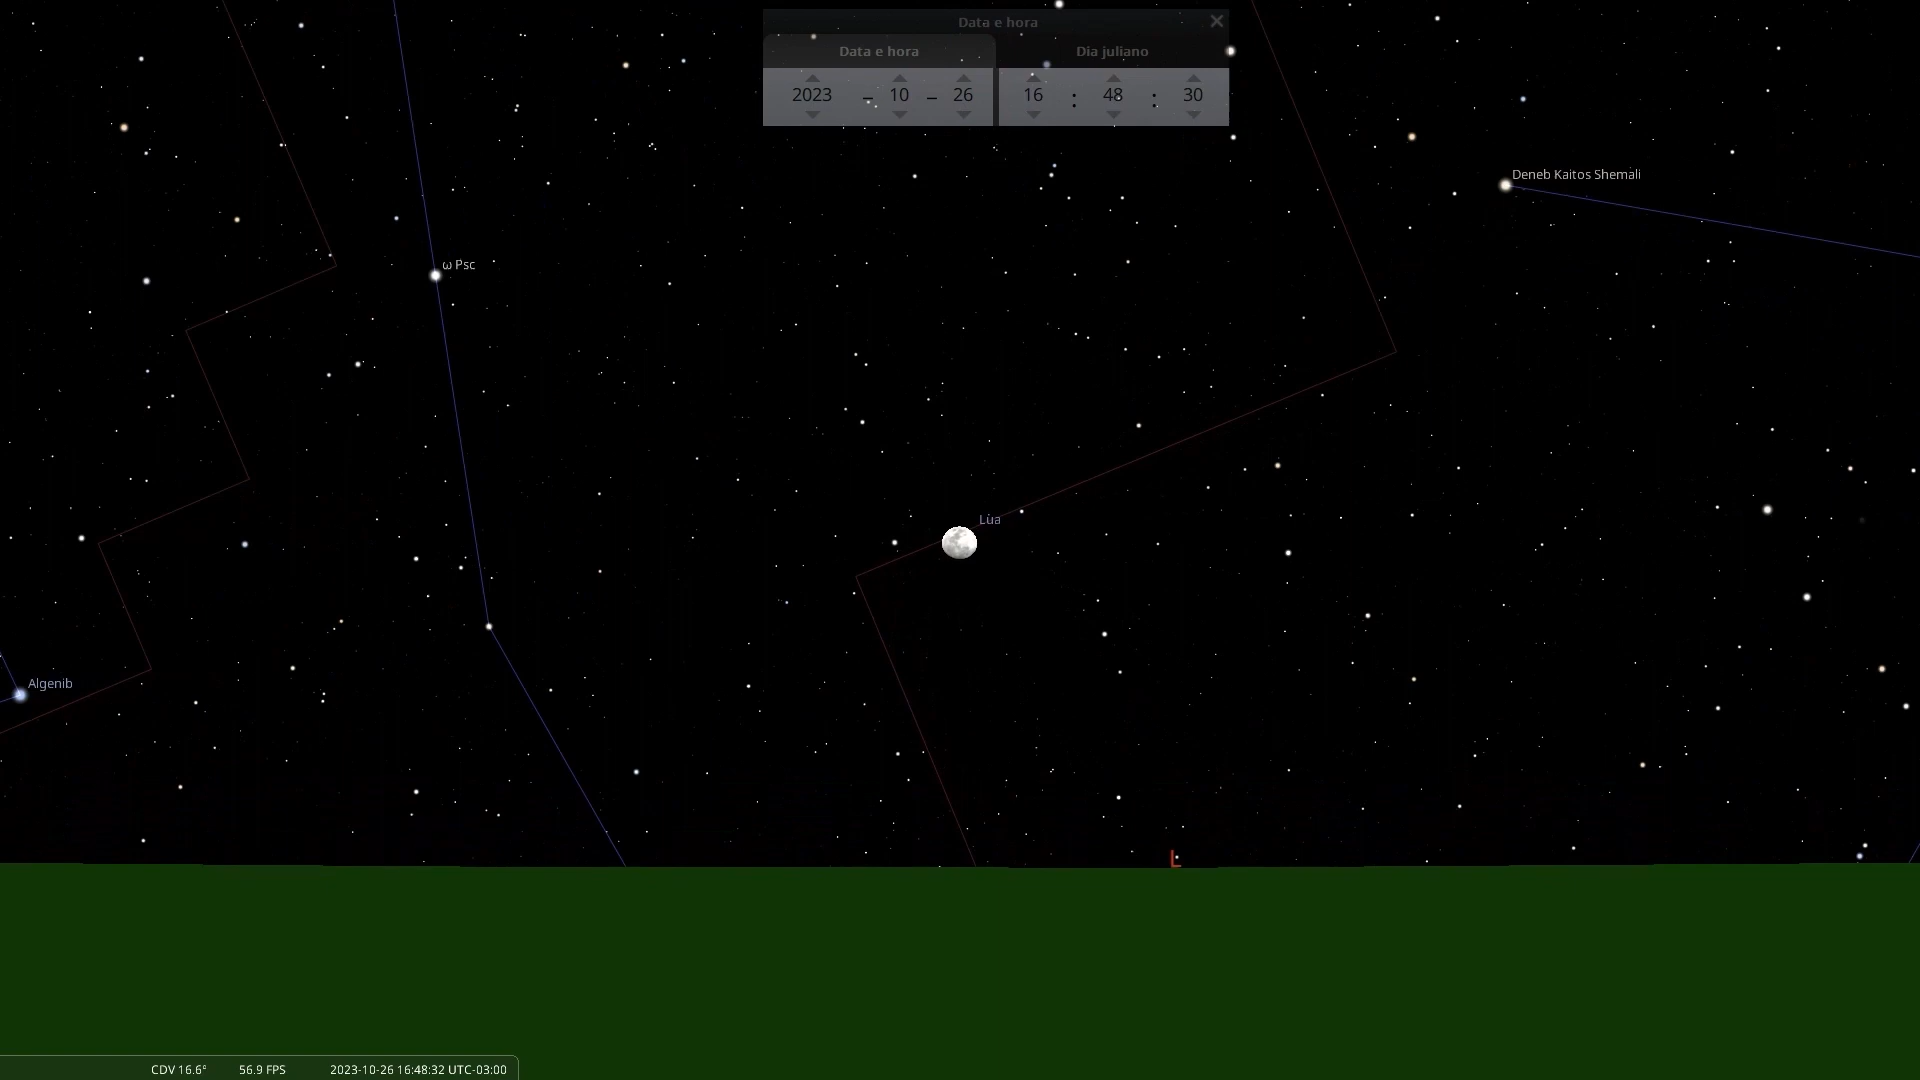 Data e hora
Data e hora Dia juliano
2023 – 10 – 26 16 : 48 : 30
Deneb Kaitos Shemali
ω Psc
Lua
Algenib
L
CDV 16.6° 56.9 FPS 2023-10-26 16:48:32 UTC-03:00